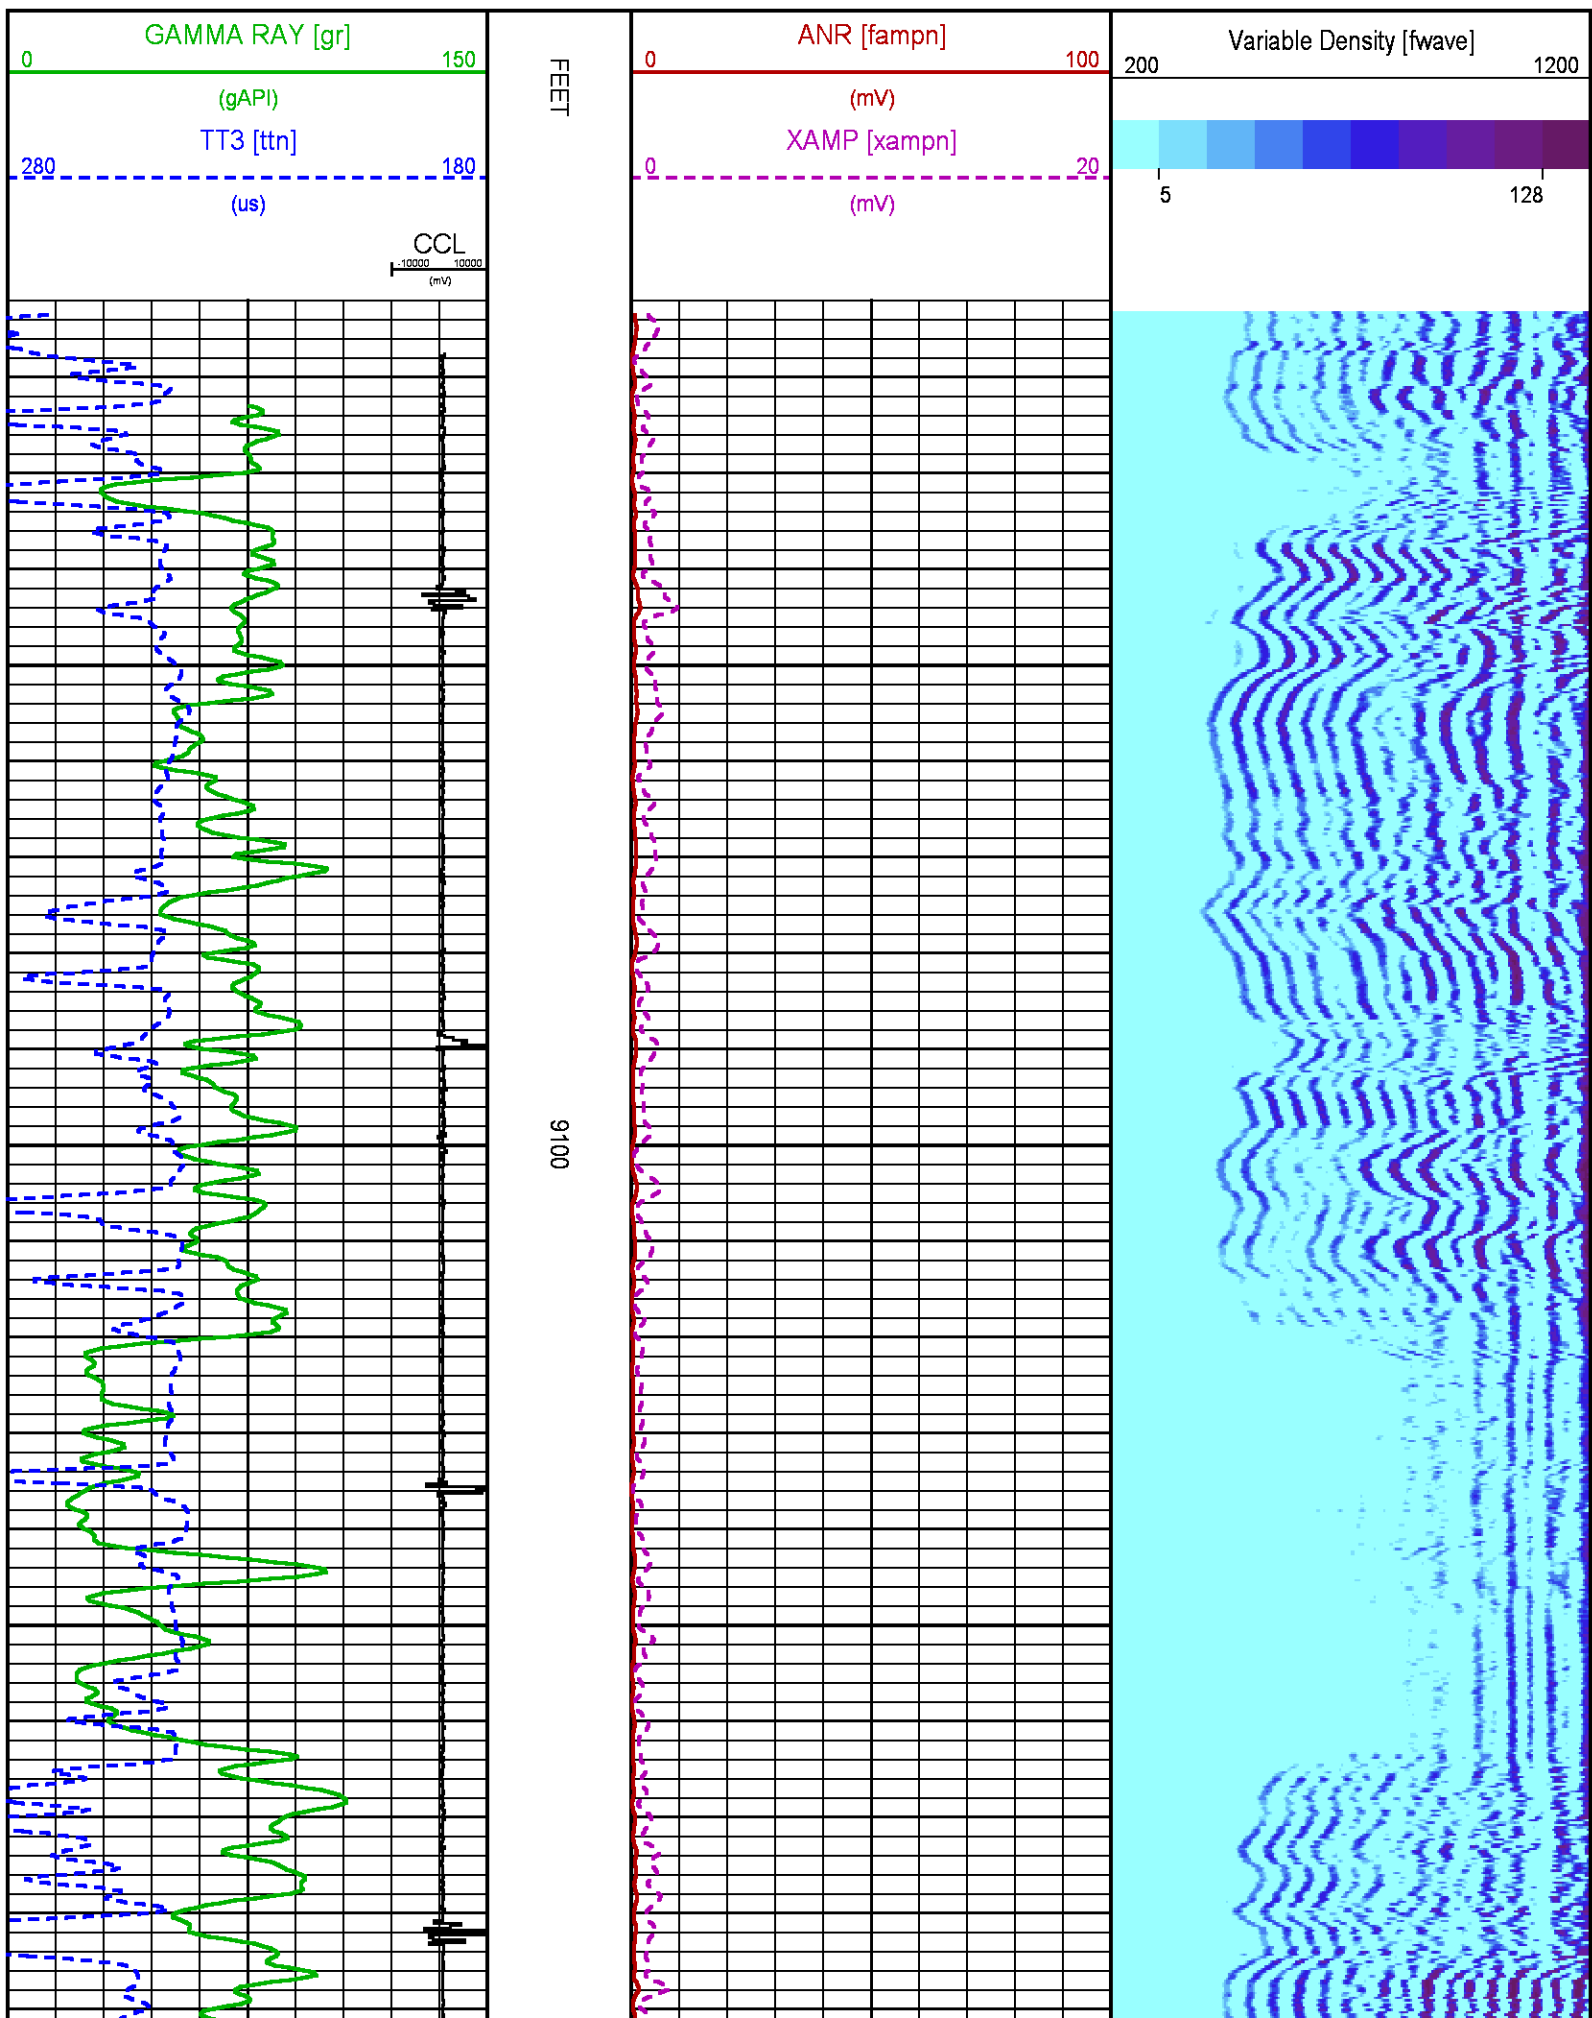 GAMMA RAY [gr]
0 150
(gAPI)
TT3 [ttn]
280 180
(us)
CCL
-10000 10000
(mV)
FEET
9100
ANR [fampn]
0 100
(mV)
XAMP [xampn]
0 20
(mV)
Variable Density [fwave]
200 1200
5 128